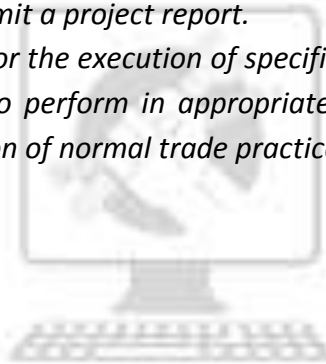 mit a project report.
or the execution of specifi
o perform in appropriate
on of normal trade practic